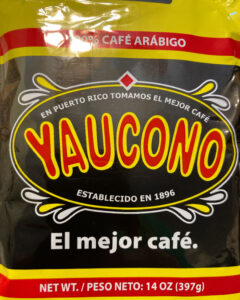 100% CAFÉ ARÁBIGO
EN PUERTO RICO TOMAMOS EL MEJOR CAFÉ
YAUCONO
ESTABLECIDO EN 1896
El mejor café.
NET WT. / PESO NETO: 14 OZ (397g)